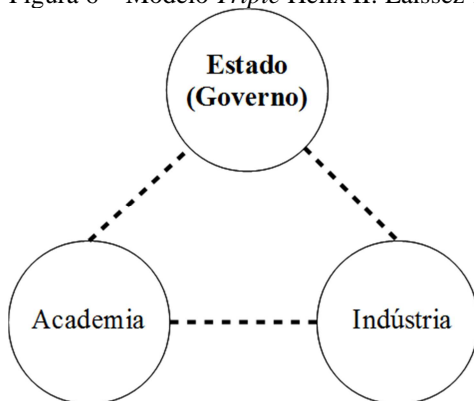 Figura 6 – Modelo Triple Helix II: Laissez
Estado
(Governo)
Academia
Indústria